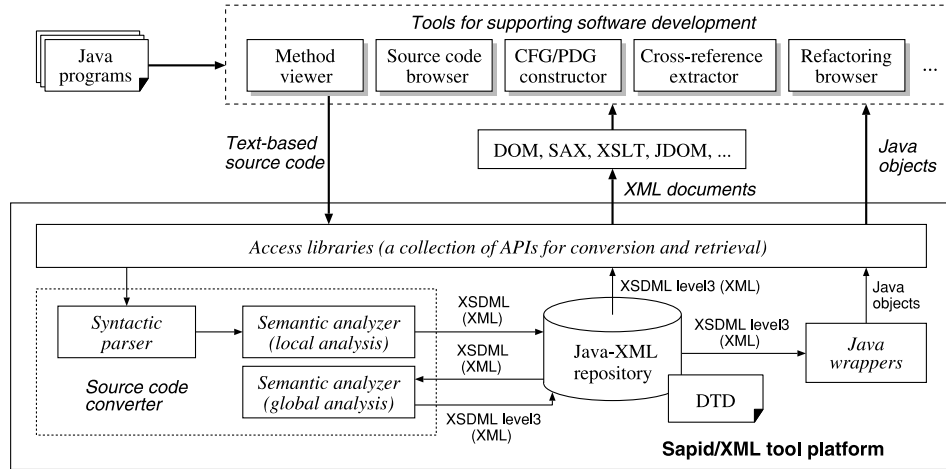 Tools for supporting software development
Java
programs
Method
viewer
Source code
browser
CFG/PDG
constructor
Cross-reference
extractor
Refactoring
browser
...
Text-based
source code
DOM, SAX, XSLT, JDOM, ...
XML documents
Java
objects
Access libraries (a collection of APIs for conversion and retrieval)
Syntactic
parser
Semantic analyzer
(local analysis)
Semantic analyzer
(global analysis)
Source code
converter
XSDML
(XML)
XSDML
(XML)
XSDML level3
(XML)
XSDML level3 (XML)
Java-XML
repository
DTD
XSDML level3
(XML)
Java
objects
Java
wrappers
Sapid/XML tool platform